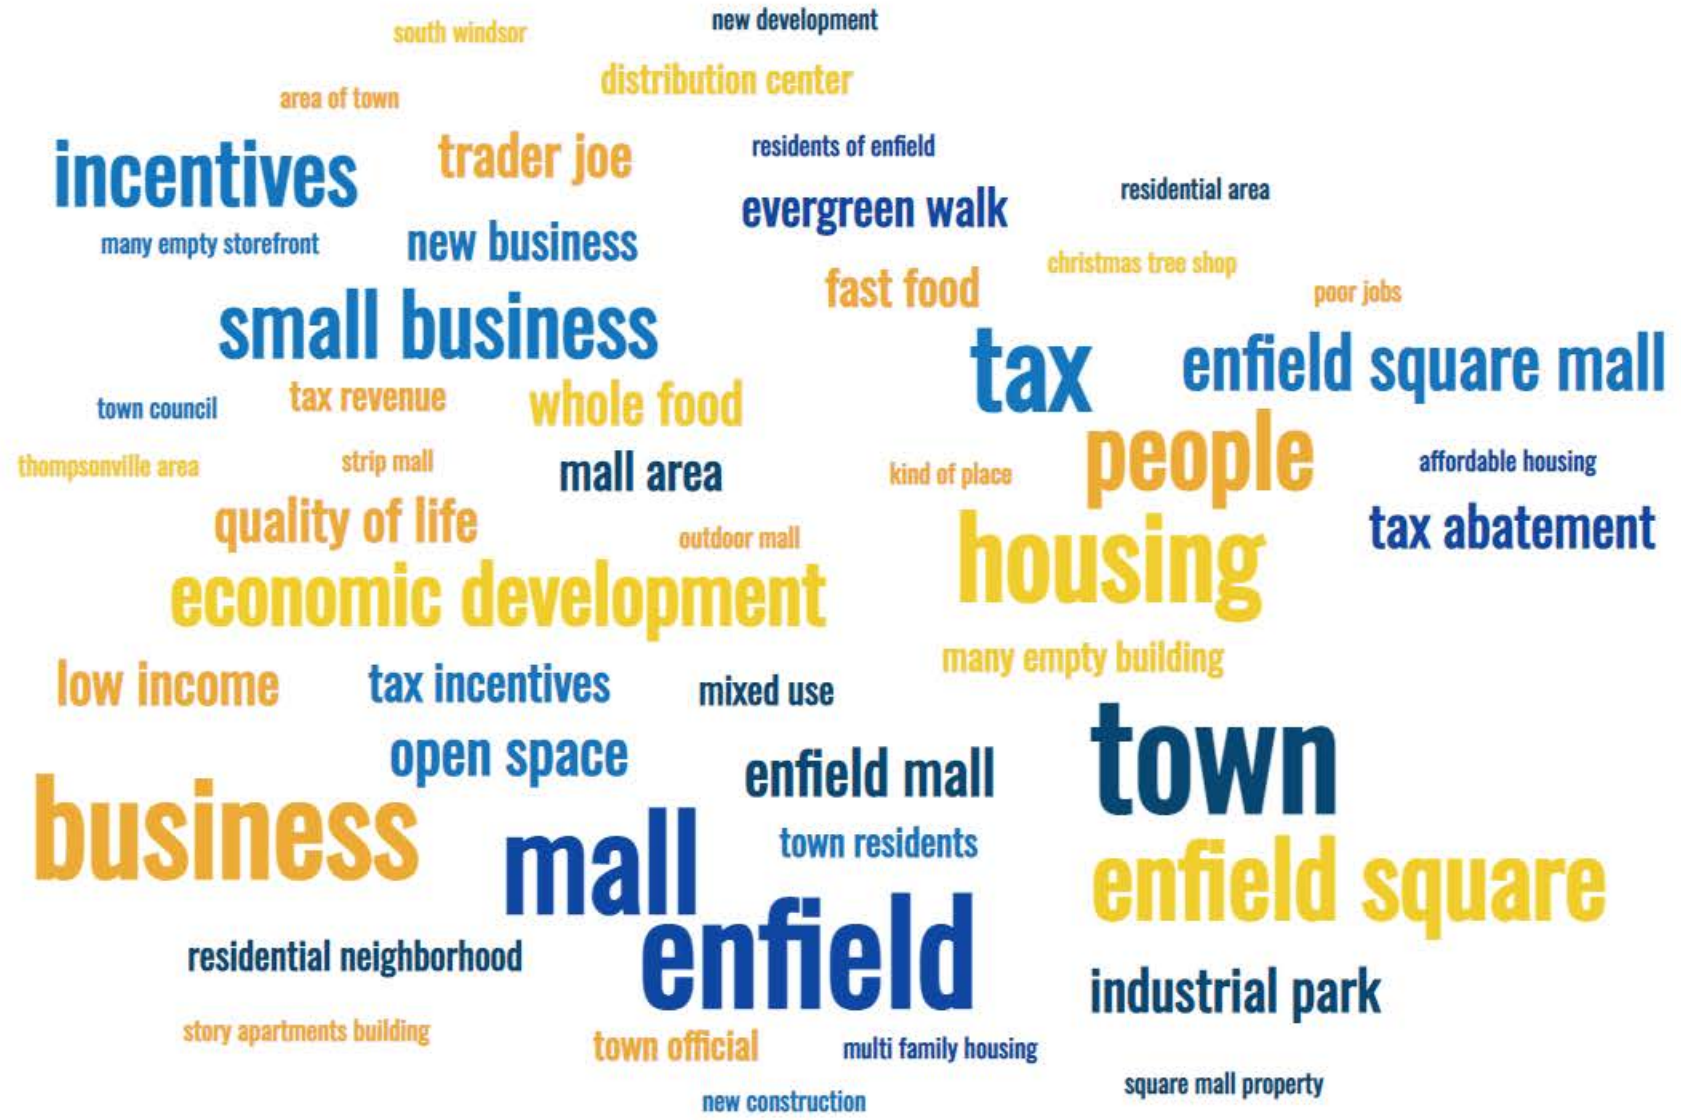 new development
south windsor
distribution center
area of town
residents of enfield
trader joe
incentives
residential area
evergreen walk
many empty storefront
new business
christmas tree shop
fast food
poor jobs
small business
tax
enfield square mall
tax revenue
whole food
town council
people
affordable housing
strip mall
thompsonville area
mall area
kind of place
quality of life
tax abatement
outdoor mall
housing
economic development
many empty building
low income
tax incentives
mixed use
open space
town
enfield mall
business
town residents
mall
enfield square
residential neighborhood
enfield
industrial park
story apartments building
town official
multi family housing
square mall property
new construction